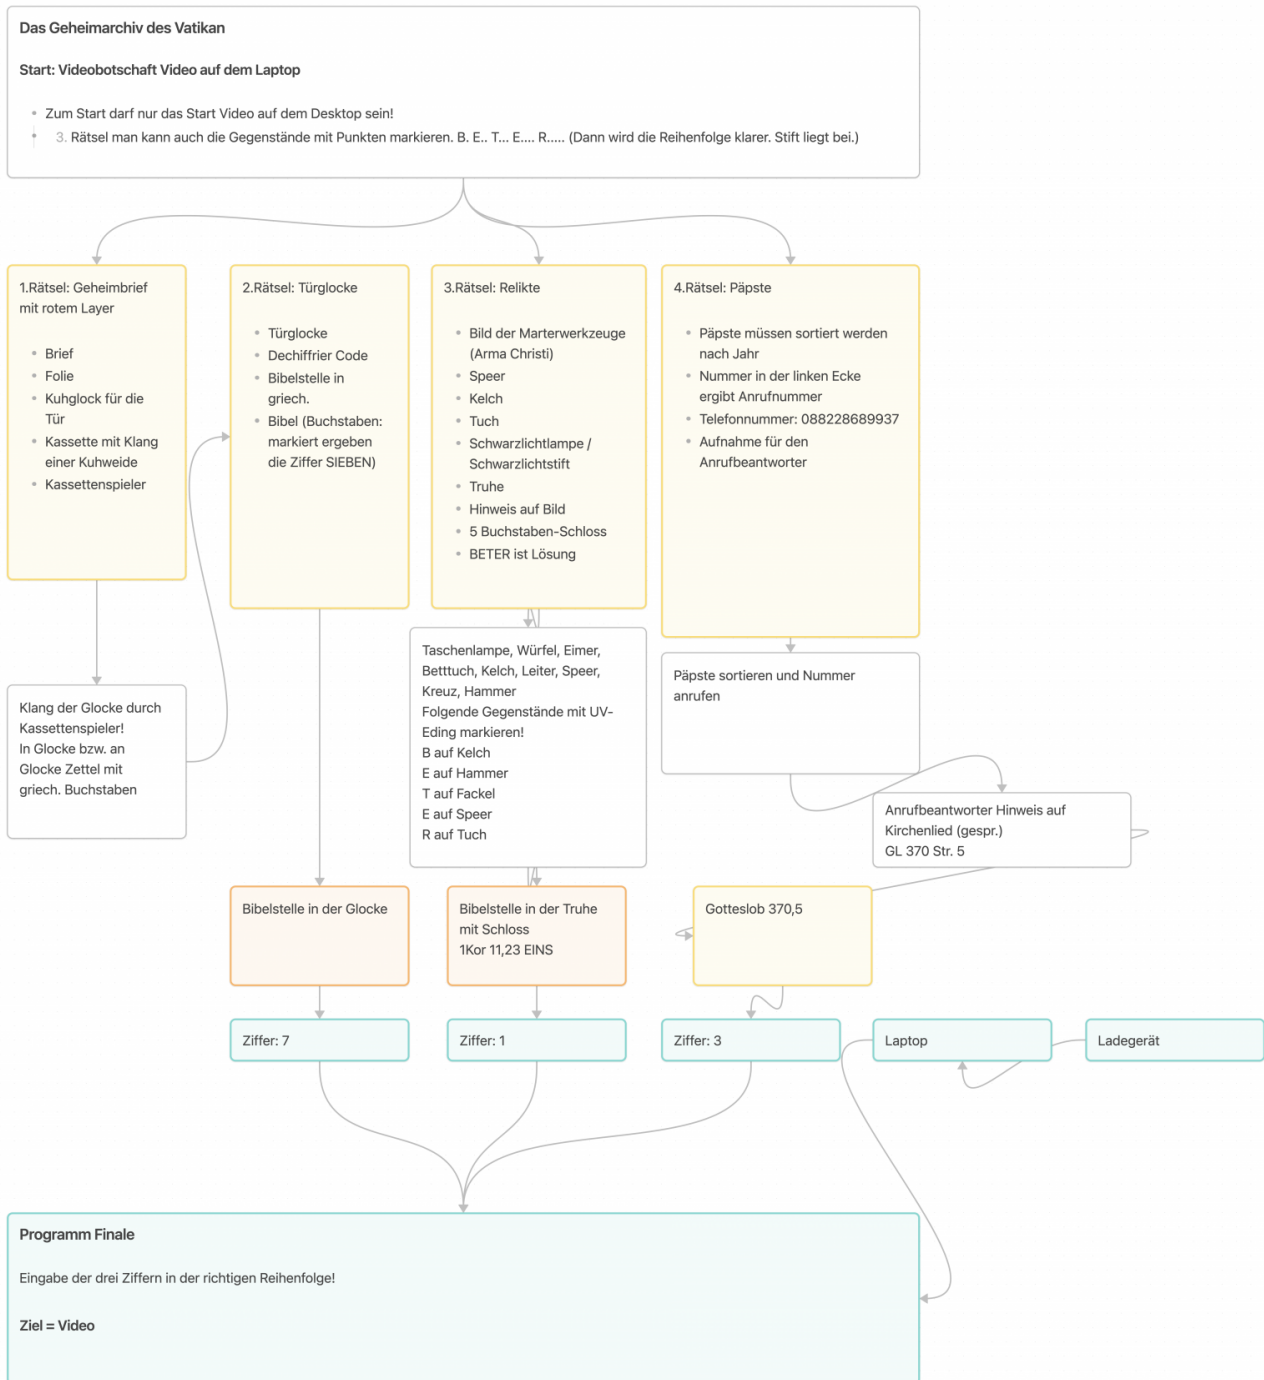 Das Geheimarchiv des Vatikan
Start: Videobotschaft Video auf dem Laptop
• Zum Start darf nur das Start Video auf dem Desktop sein!
• 3. Rätsel man kann auch die Gegenstände mit Punkten markieren. B. E.. T... E.... R..... (Dann wird die Reihenfolge klarer. Stift liegt bei.)
1.Rätsel: Geheimbrief
mit rotem Layer
• Brief
• Folie
• Kuhglock für die
Tür
• Kassette mit Klang
einer Kuhweide
• Kassettenspieler
2.Rätsel: Türglocke
• Türglocke
• Dechiffrier Code
• Bibelstelle in
griech.
• Bibel (Buchstaben:
markiert ergeben
die Ziffer SIEBEN)
3.Rätsel: Relikte
• Bild der Marterwerkzeuge
(Arma Christi)
• Speer
• Kelch
• Tuch
• Schwarzlichtlampe /
Schwarzlichtstift
• Truhe
• Hinweis auf Bild
• 5 Buchstaben-Schloss
• BETER ist Lösung
4.Rätsel: Päpste
• Päpste müssen sortiert werden
nach Jahr
• Nummer in der linken Ecke
ergibt Anrufnummer
• Telefonnummer: 088228689937
• Aufnahme für den
Anrufbeantworter
Klang der Glocke durch
Kassettenspieler!
In Glocke bzw. an
Glocke Zettel mit
griech. Buchstaben
Taschenlampe, Würfel, Eimer,
Betttuch, Kelch, Leiter, Speer,
Kreuz, Hammer
Folgende Gegenstände mit UV-
Eding markieren!
B auf Kelch
E auf Hammer
T auf Fackel
E auf Speer
R auf Tuch
Päpste sortieren und Nummer
anrufen
Anrufbeantworter Hinweis auf
Kirchenlied (gespr.)
GL 370 Str. 5
Bibelstelle in der Glocke
Bibelstelle in der Truhe
mit Schloss
1Kor 11,23 EINS
Gotteslob 370,5
Ziffer: 7
Ziffer: 1
Ziffer: 3
Laptop
Ladegerät
Programm Finale
Eingabe der drei Ziffern in der richtigen Reihenfolge!
Ziel = Video